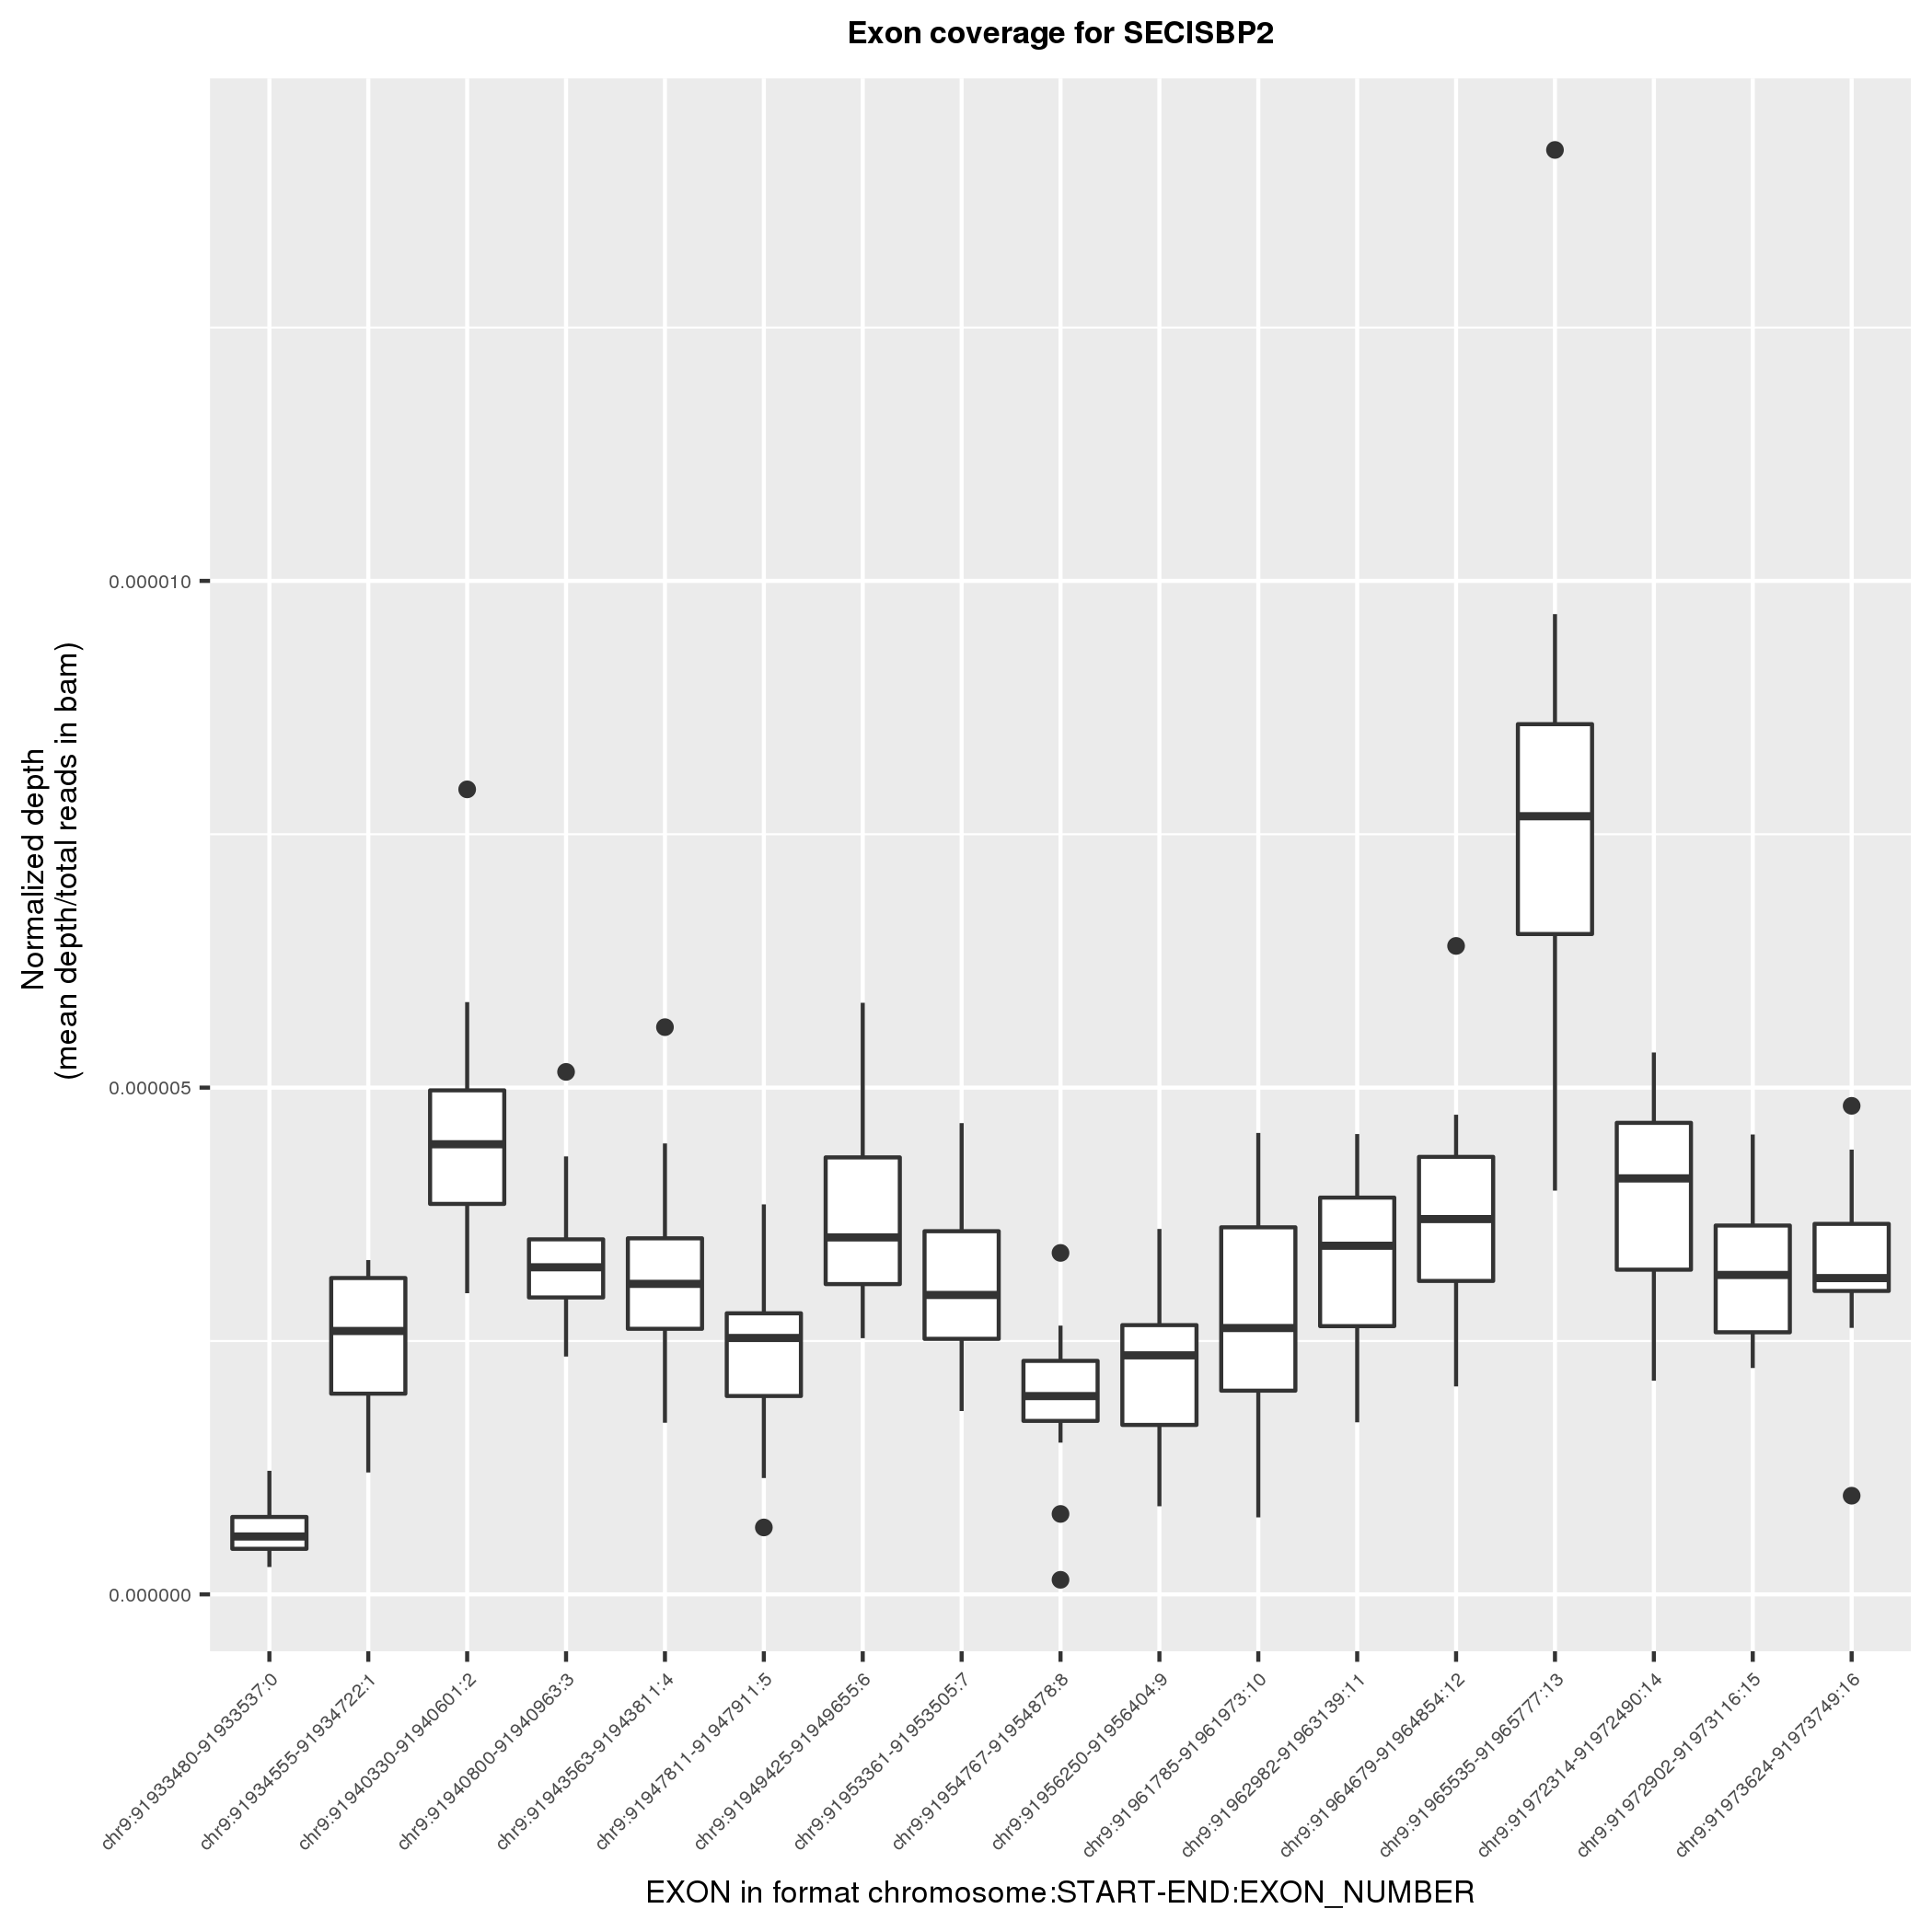 Exon coverage for SECISBP2
Normalized depth
(mean depth/total reads in bam)
0.000010
0.000005
0.000000
chr9:91933480-91933537:0
chr9:91934555-91934722:1
chr9:91940330-91940601:2
chr9:91940800-91940963:3
chr9:91943563-91943811:4
chr9:91947811-91947911:5
chr9:91949425-91949655:6
chr9:91953361-91953505:7
chr9:91954767-91954878:8
chr9:91956250-91956404:9
chr9:91961785-91961973:10
chr9:91962982-91963139:11
chr9:91964679-91964854:12
chr9:91965535-91965777:13
chr9:91972314-91972490:14
chr9:91972902-91973116:15
chr9:91973624-91973749:16
EXON in format chromosome:START-END:EXON_NUMBER